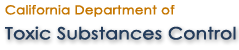 California Department of
Toxic Substances Control